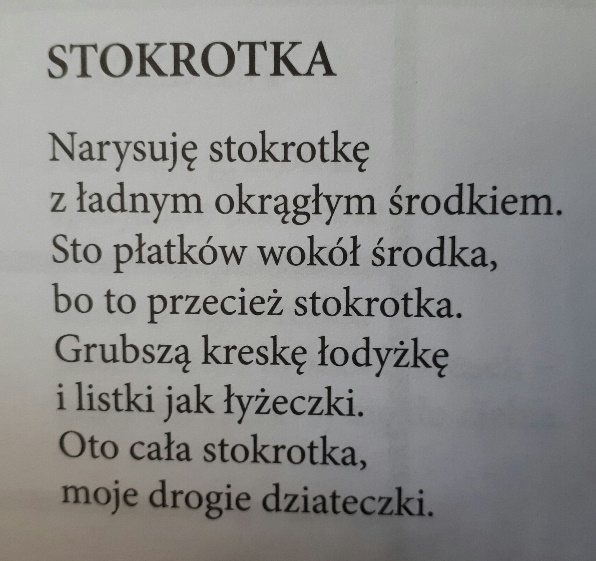 STOKROTKA
Narysuję stokrotkę
z ładnym okrągłym środkiem.
Sto płatków wokół środka,
bo to przecież stokrotka.
Grubszą kreskę łodyżkę
i listki jak łyżeczki.
Oto cała stokrotka,
moje drogie dziateczki.